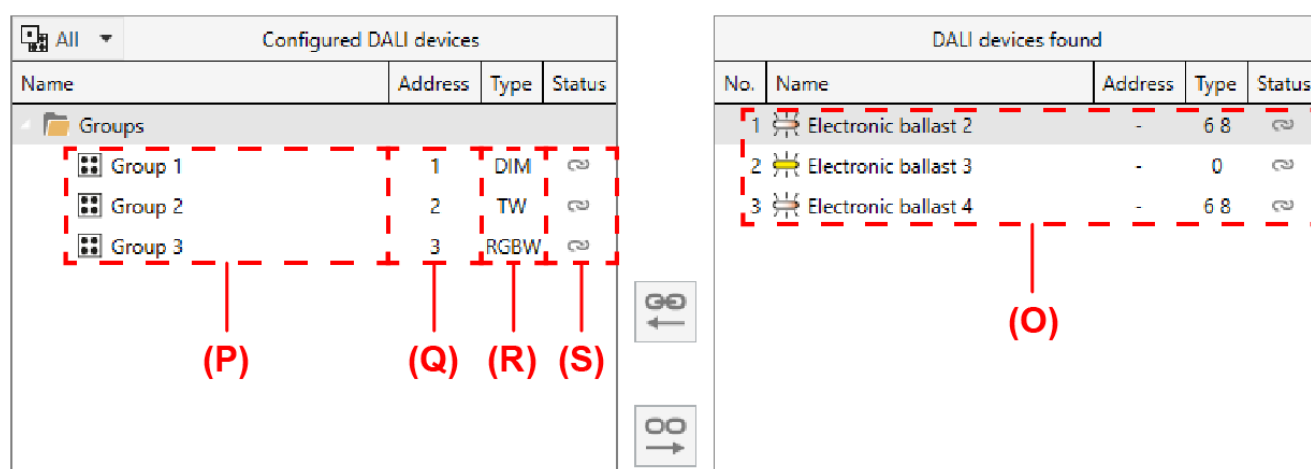 All Configured DALI devices
Name Address Type Status
Groups
Group 1 1 DIM
Group 2 2 TW
Group 3 3 RGBW
(P) (Q) (R) (S)
DALI devices found
No. Name Address Type Status
1 Electronic ballast 2 - 6 8
2 Electronic ballast 3 - 0
3 Electronic ballast 4 - 6 8
(O)